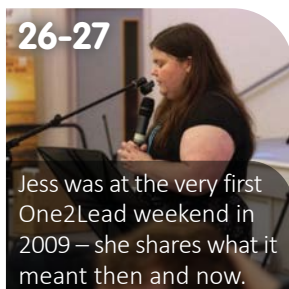 26-27
Jess was at the very first
One2Lead weekend in
2009 – she shares what it
meant then and now.